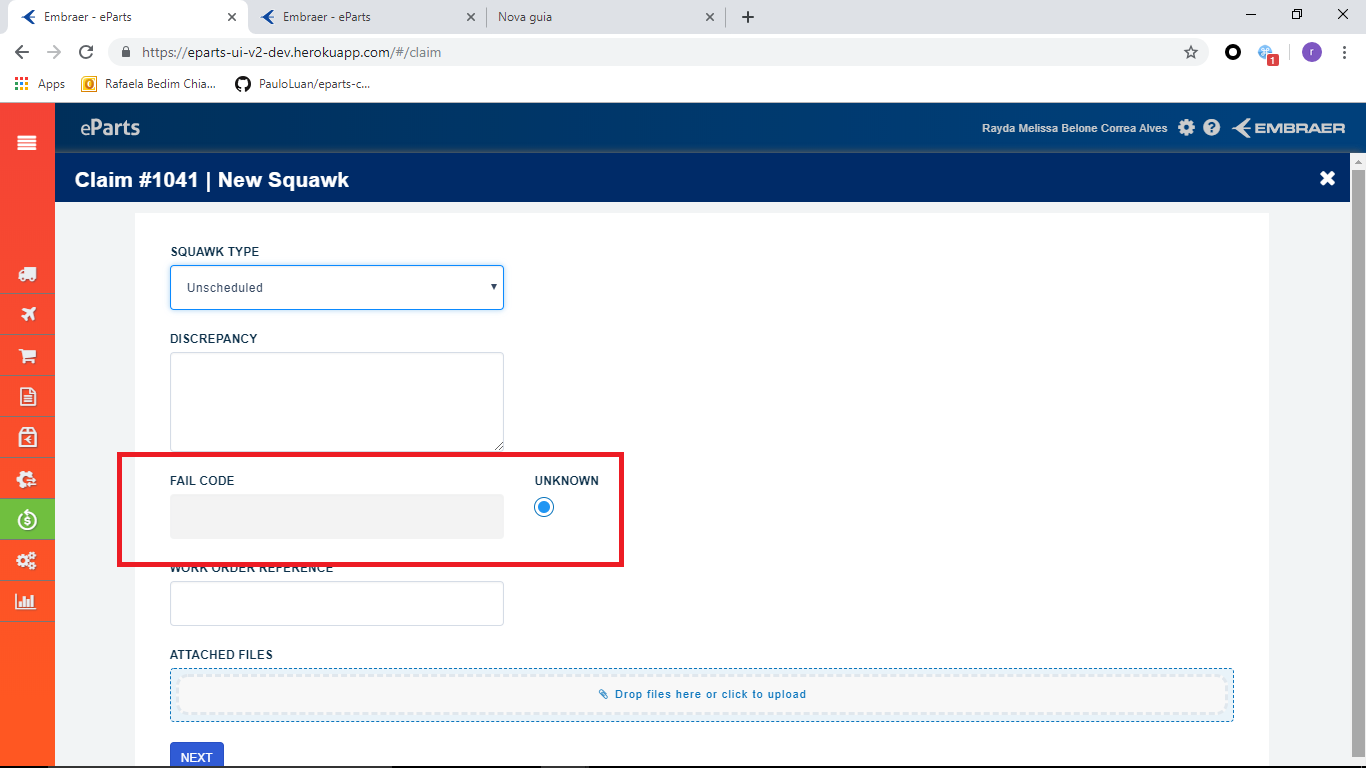 Embraer - eParts
Embraer - eParts
Nova guia
https://eparts-ui-v2-dev.herokuapp.com/#/claim
1
r
Apps
Rafaela Bedim Chia...
PauloLuan/eparts-c...
eParts
Rayda Melissa Belone Correa Alves
EMBRAER
Claim #1041 | New Squawk
SQUAWK TYPE
Unscheduled
DISCREPANCY
FAIL CODE
UNKNOWN
WORK ORDER REFERENCE
ATTACHED FILES
Drop files here or click to upload
NEXT